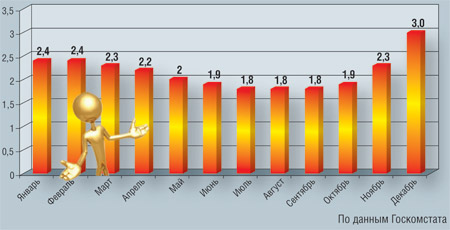 3,5
3
2,5
2
1,5
1
0,5
0
2,4
2,4
2,3
2,2
2
1,9
1,8
1,8
1,8
1,9
2,3
3,0
Январь
Февраль
Март
Апрель
Май
Июнь
Июль
Август
Сентябрь
Октябрь
Ноябрь
Декабрь
По данным Госкомстата